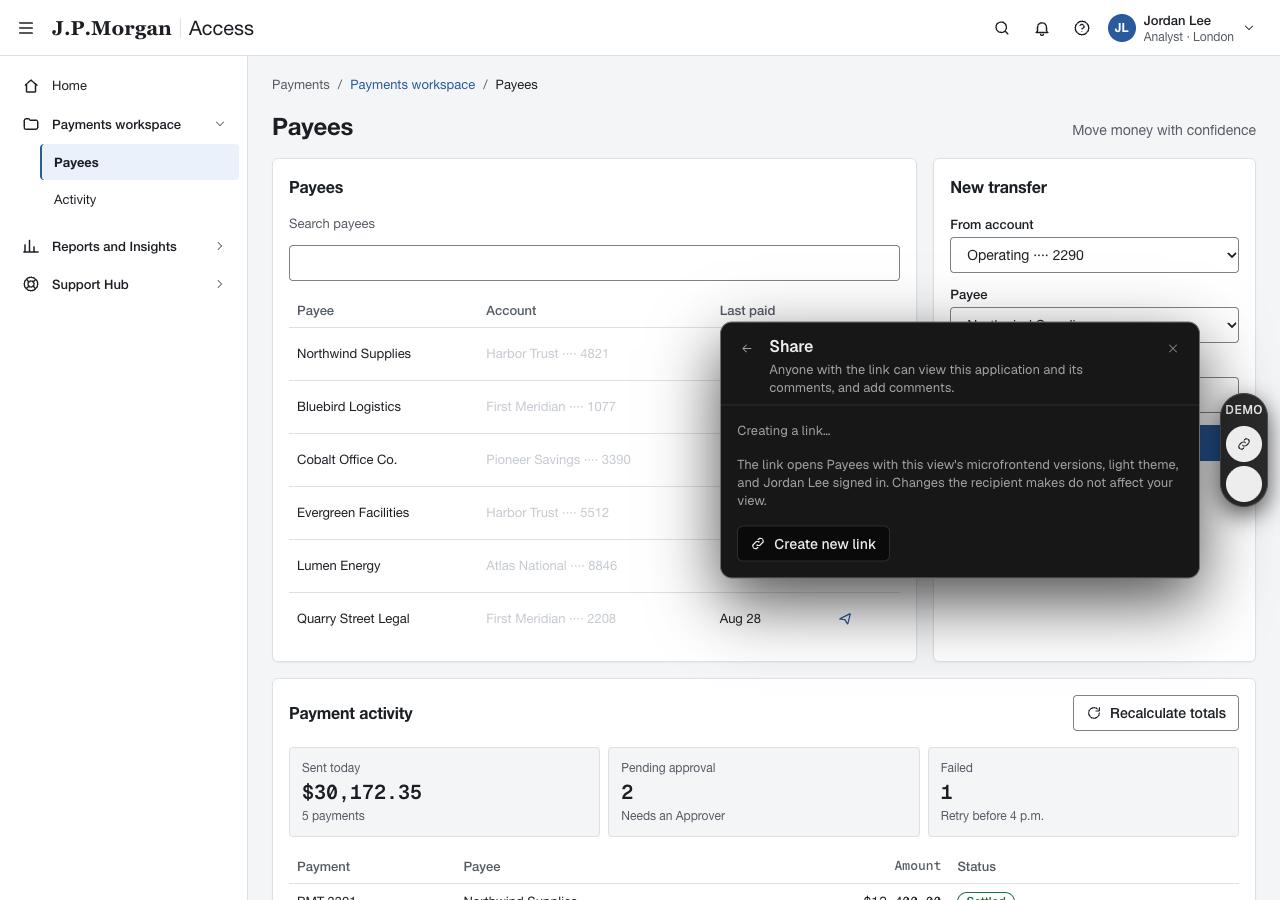 J.P.Morgan Access
JL
Jordan Lee
Analyst · London
Home
Payments workspace
Payees
Activity
Reports and Insights
Support Hub
Payments / Payments workspace / Payees
Payees
Move money with confidence
Payees
Search payees
Payee Account Last paid
Northwind Supplies Harbor Trust ···· 4821
Bluebird Logistics First Meridian ···· 1077
Cobalt Office Co. Pioneer Savings ···· 3390
Evergreen Facilities Harbor Trust ···· 5512
Lumen Energy Atlas National ···· 8846
Quarry Street Legal First Meridian ···· 2208 Aug 28
New transfer
From account
Operating ···· 2290
Payee
Share
Anyone with the link can view this application and its
comments, and add comments.
Creating a link…
The link opens Payees with this view's microfrontend versions, light theme,
and Jordan Lee signed in. Changes the recipient makes do not affect your
view.
Create new link
DEMO
Payment activity
Recalculate totals
Sent today
$30,172.35
5 payments
Pending approval
2
Needs an Approver
Failed
1
Retry before 4 p.m.
Payment Payee Amount Status
Northwind Supplies Settled